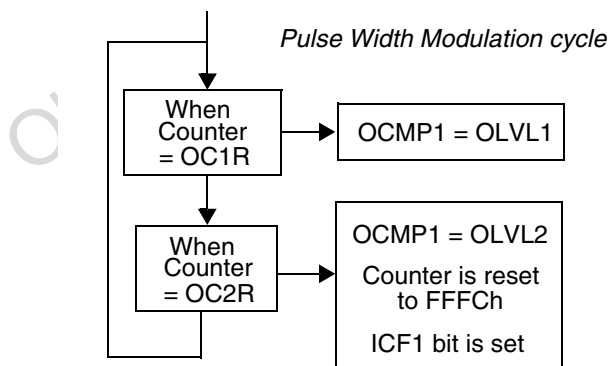 Pulse Width Modulation cycle
When
Counter
= OC1R
OCMP1 = OLVL1
When
Counter
= OC2R
OCMP1 = OLVL2
Counter is reset
to FFFCh
ICF1 bit is set